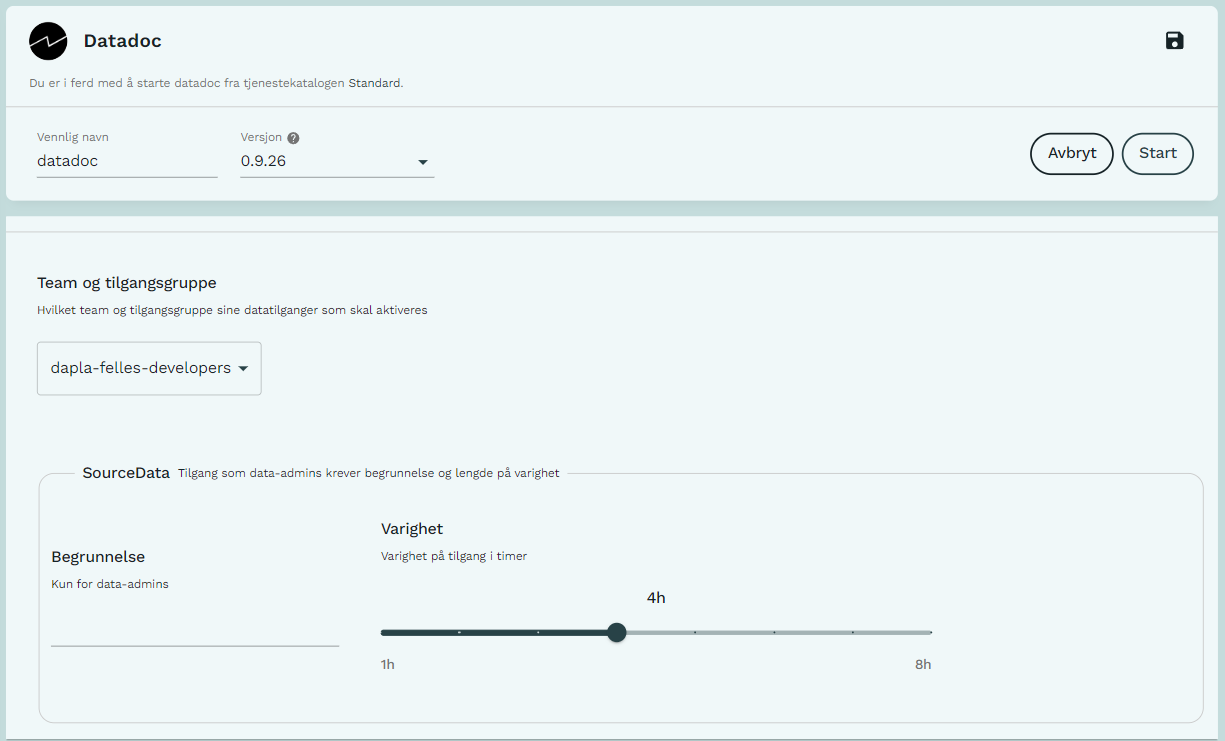 Datadoc
Du er i ferd med å starte datadoc fra tjenestekatalogen Standard.
Vennlig navn
datadoc
Versjon ?
0.9.26
Avbryt
Start
Team og tilgangsgruppe
Hvilket team og tilgangsgruppe sine datatilganger som skal aktiveres
dapla-felles-developers
SourceData Tilgang som data-admins krever begrunnelse og lengde på varighet
Begrunnelse
Kun for data-admins
Varighet
Varighet på tilgang i timer
4h
1h
8h